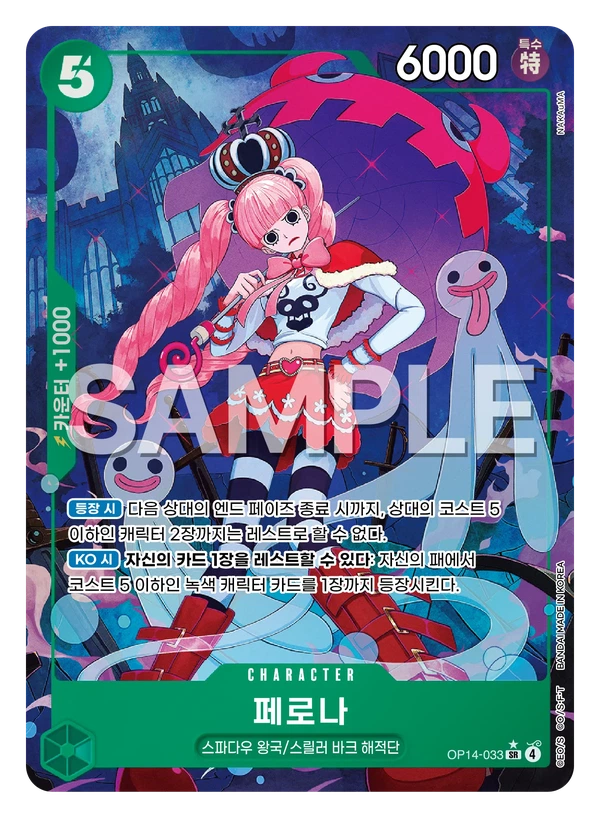 5
6000
특수
特
NAKAuMA
카운터 +1000
SAMPLE
등장 시 다음 상대의 엔드 페이즈 종료 시까지, 상대의 코스트 5
이하인 캐릭터 2장까지는 레스트로 할 수 없다.
KO 시 자신의 카드 1장을 레스트할 수 있다: 자신의 패에서
코스트 5 이하인 녹색 캐릭터 카드를 1장까지 등장시킨다.
CHARACTER
페로나
스파다우 왕국/스릴러 바크 해적단
OP14-033 SR 4
©EO/S ©O/S·F·T BANDAI MADE IN KOREA